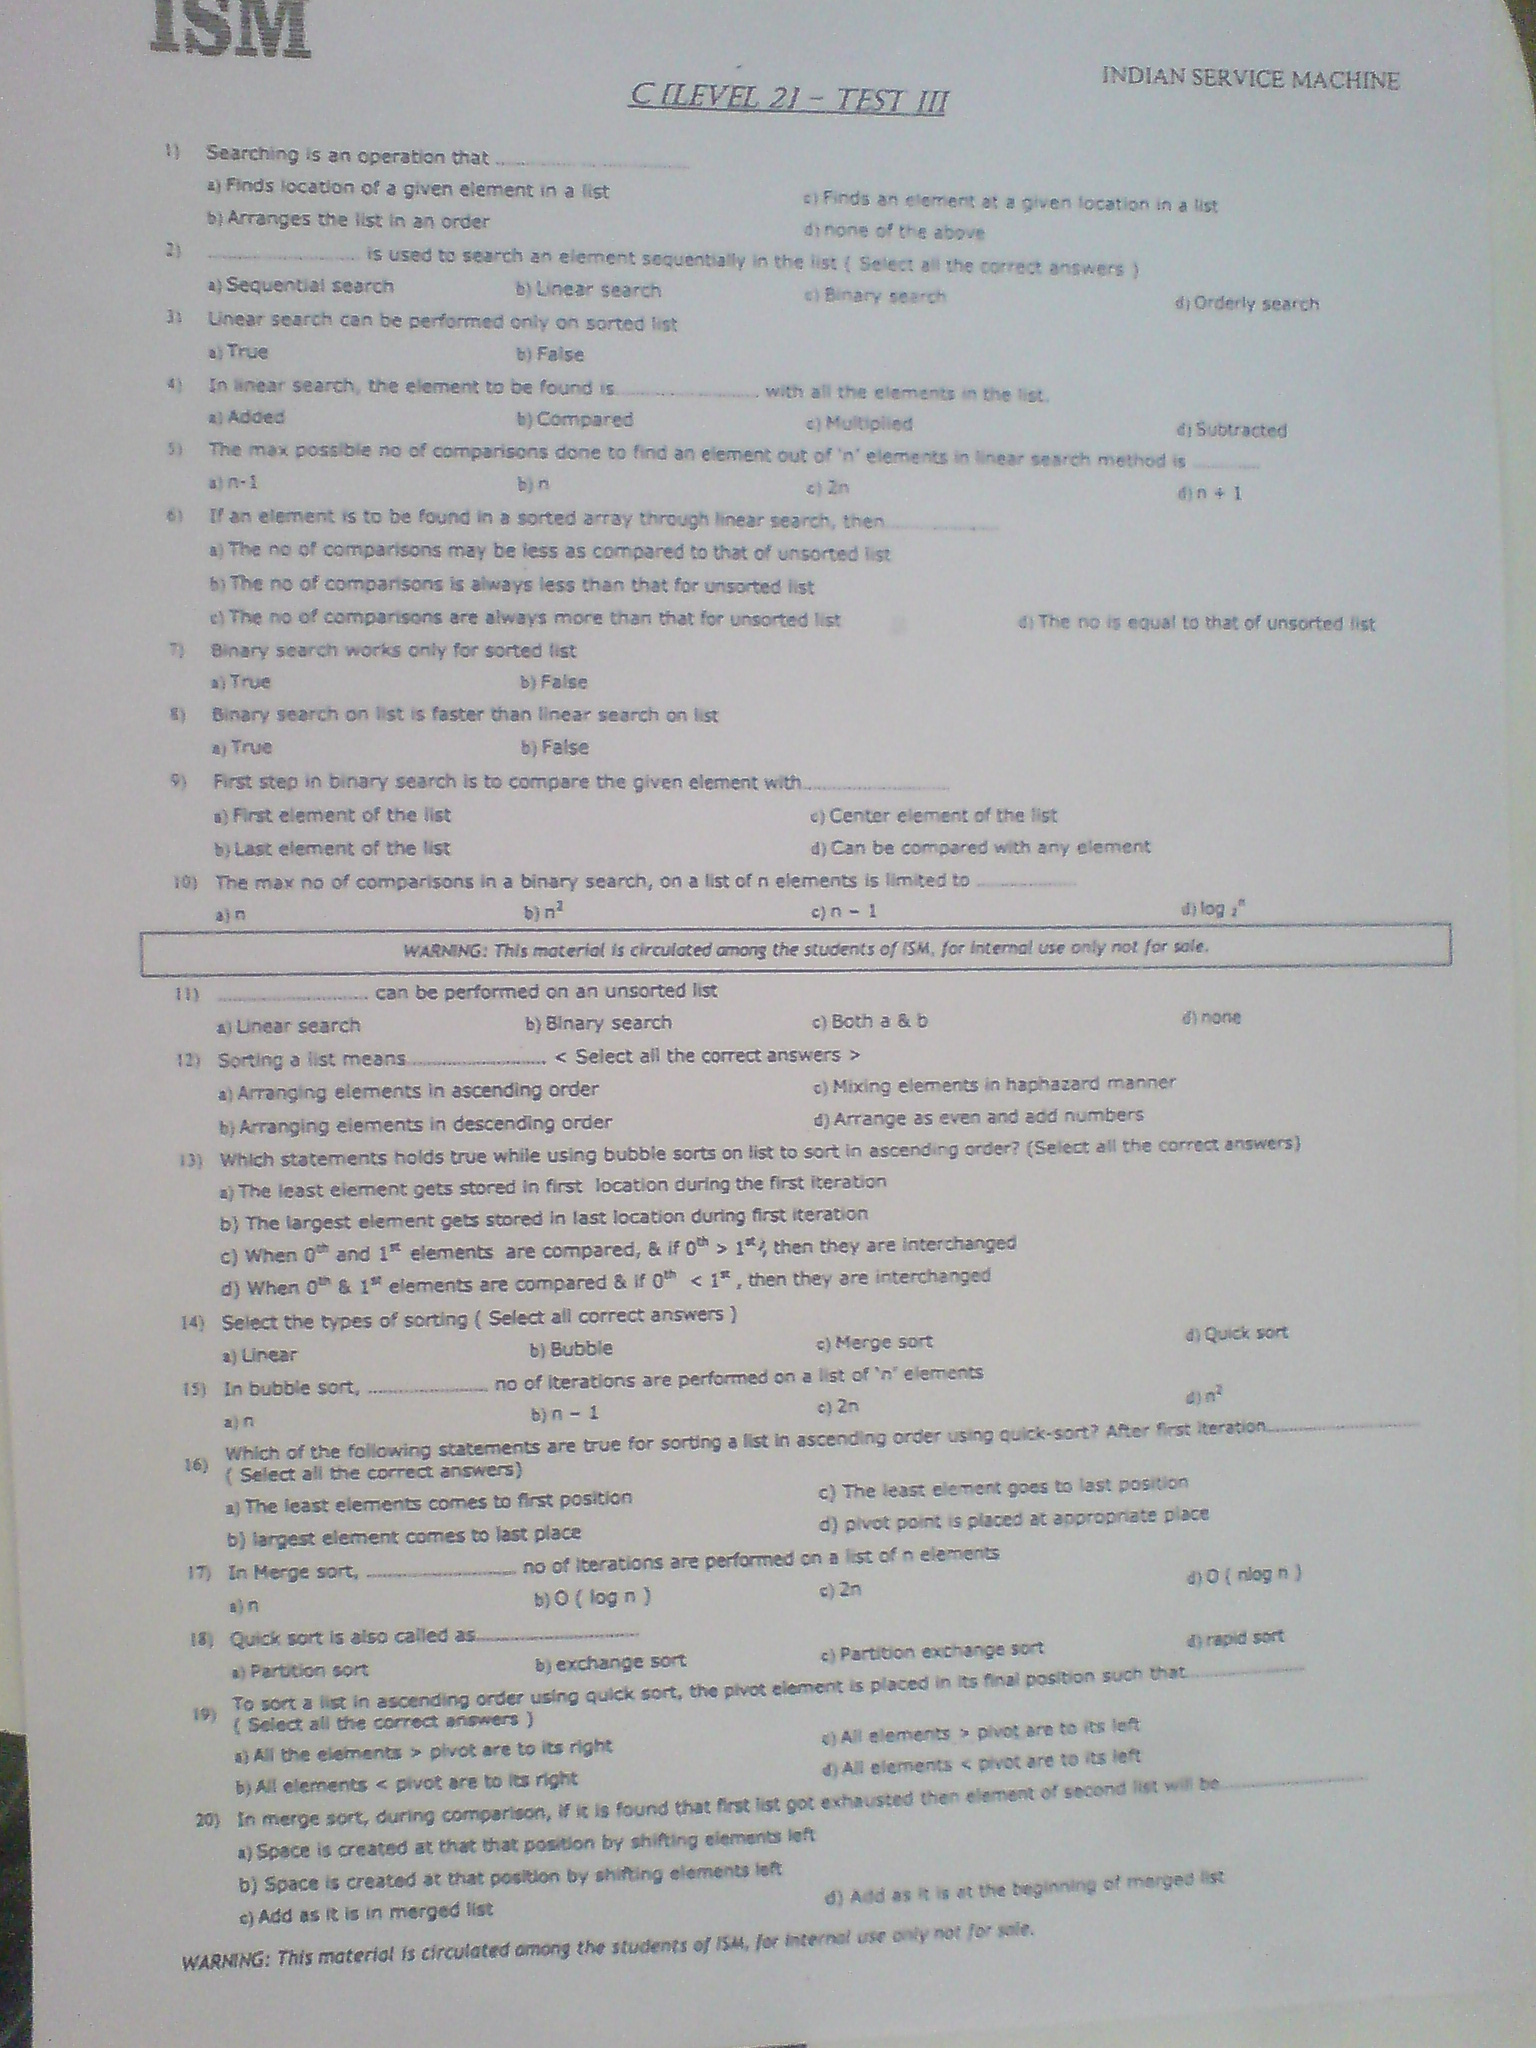 ISM
INDIAN SERVICE MACHINE
C [LEVEL 2] – TEST III
1) Searching is an operation that ..............................
a) Finds location of a given element in a list
c) Finds an element at a given location in a list
b) Arranges the list in an order
d) none of the above
2) .............................. is used to search an element sequentially in the list ( Select all the correct answers )
a) Sequential search b) Linear search c) Binary search d) Orderly search
3) Linear search can be performed only on sorted list
a) True b) False
4) In linear search, the element to be found is.............................. with all the elements in the list.
a) Added b) Compared c) Multiplied d) Subtracted
5) The max possible no of comparisons done to find an element out of 'n' elements in linear search method is ..............
a) n-1 b) n c) 2n d) n + 1
6) If an element is to be found in a sorted array through linear search, then......................
a) The no of comparisons may be less as compared to that of unsorted list
b) The no of comparisons is always less than that for unsorted list
c) The no of comparisons are always more than that for unsorted list d) The no is equal to that of unsorted list
7) Binary search works only for sorted list
a) True b) False
8) Binary search on list is faster than linear search on list
a) True b) False
9) First step in binary search is to compare the given element with..............................
a) First element of the list c) Center element of the list
b) Last element of the list d) Can be compared with any element
10) The max no of comparisons in a binary search, on a list of n elements is limited to ....................
a) n b) n² c) n – 1 d) log ₂ⁿ
WARNING: This material is circulated among the students of ISM, for internal use only not for sale.
11) .............................. can be performed on an unsorted list
a) Linear search b) Binary search c) Both a & b d) none
12) Sorting a list means.............................. < Select all the correct answers >
a) Arranging elements in ascending order c) Mixing elements in haphazard manner
b) Arranging elements in descending order d) Arrange as even and add numbers
13) Which statements holds true while using bubble sorts on list to sort in ascending order? (Select all the correct answers)
a) The least element gets stored in first location during the first iteration
b) The largest element gets stored in last location during first iteration
c) When 0th and 1st elements are compared, & if 0th > 1st, then they are interchanged
d) When 0th & 1st elements are compared & if 0th < 1st , then they are interchanged
14) Select the types of sorting ( Select all correct answers )
a) Linear b) Bubble c) Merge sort d) Quick sort
15) In bubble sort, ........................ no of iterations are performed on a list of 'n' elements
a) n b) n – 1 c) 2n d) n²
16) Which of the following statements are true for sorting a list in ascending order using quick-sort? After first iteration..............................
( Select all the correct answers)
a) The least elements comes to first position c) The least element goes to last position
b) largest element comes to last place d) pivot point is placed at appropriate place
17) In Merge sort, .............................. no of iterations are performed on a list of n elements
a) n b) O ( log n ) c) 2n d) O ( nlog n )
18) Quick sort is also called as..............................
a) Partition sort b) exchange sort c) Partition exchange sort d) rapid sort
19) To sort a list in ascending order using quick sort, the pivot element is placed in its final position such that........................
( Select all the correct answers )
a) All the elements > pivot are to its right c) All elements > pivot are to its left
b) All elements < pivot are to its right d) All elements < pivot are to its left
20) In merge sort, during comparison, if it is found that first list got exhausted then element of second list will be..............................
a) Space is created at that that position by shifting elements left
b) Space is created at that position by shifting elements left
c) Add as it is in merged list d) Add as it is at the beginning of merged list
WARNING: This material is circulated among the students of ISM, for internal use only not for sale.